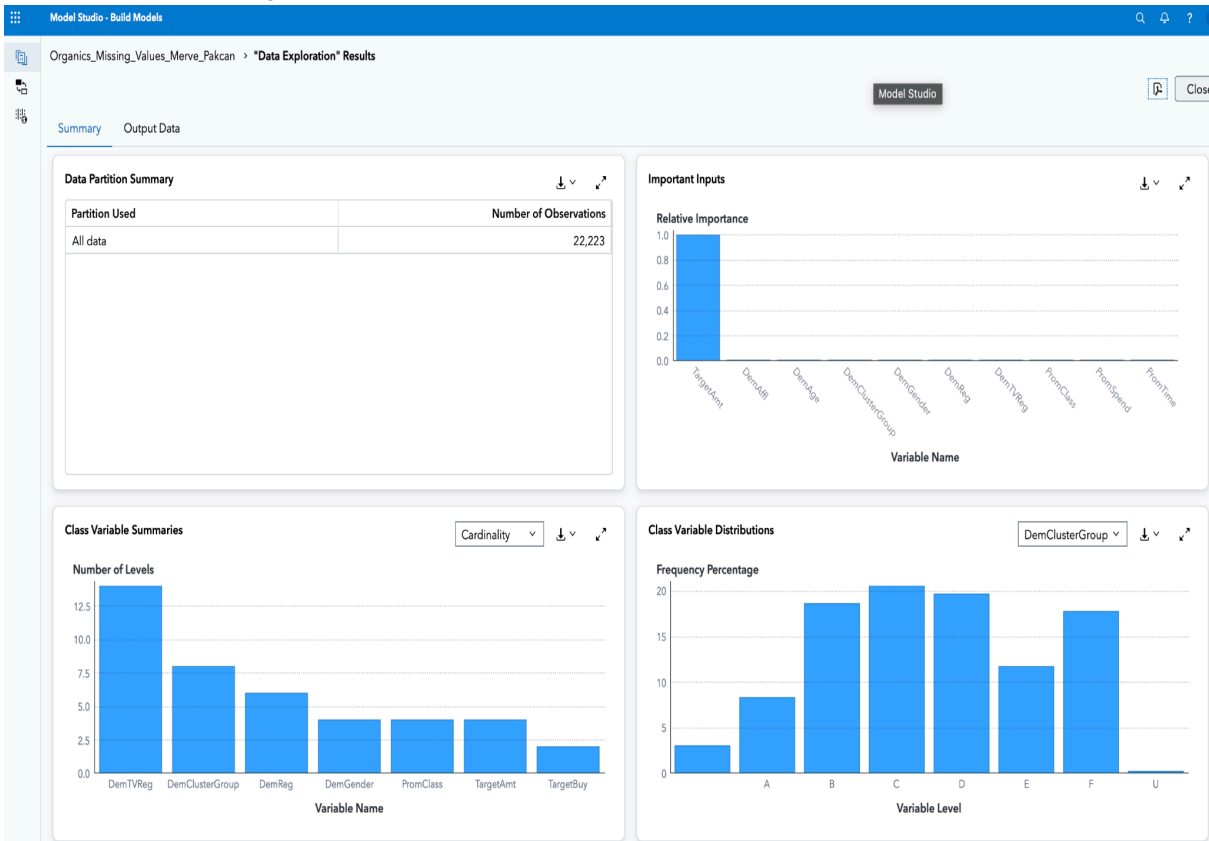 Model Studio - Build Models
?
Organics_Missing_Values_Merve_Pakcan > "Data Exploration" Results
Model Studio
Close
Summary Output Data
Data Partition Summary
Partition Used Number of Observations
All data 22,223
Important Inputs
Relative Importance
1.0
0.8
0.6
0.4
0.2
0.0
TargetAmt DemAffl DemAge DemClusterGroup DemGender DemReg DemTVReg PromClass PromSpend PromTime
Variable Name
Class Variable Summaries Cardinality
Number of Levels
12.5
10.0
7.5
5.0
2.5
0.0
DemTVReg DemClusterGroup DemReg DemGender PromClass TargetAmt TargetBuy
Variable Name
Class Variable Distributions DemClusterGroup
Frequency Percentage
20
15
10
5
0
A B C D E F U
Variable Level